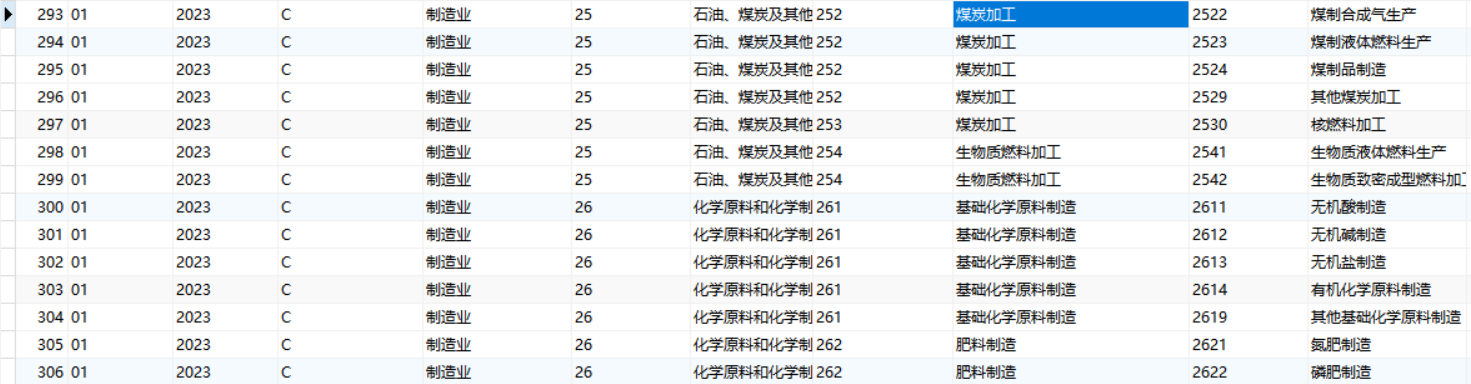 293 01 2023 C 制造业 25 石油、煤炭及其他 252 煤炭加工 2522 煤制合成气生产
294 01 2023 C 制造业 25 石油、煤炭及其他 252 煤炭加工 2523 煤制液体燃料生产
295 01 2023 C 制造业 25 石油、煤炭及其他 252 煤炭加工 2524 煤制品制造
296 01 2023 C 制造业 25 石油、煤炭及其他 252 煤炭加工 2529 其他煤炭加工
297 01 2023 C 制造业 25 石油、煤炭及其他 253 煤炭加工 2530 核燃料加工
298 01 2023 C 制造业 25 石油、煤炭及其他 254 生物质燃料加工 2541 生物质液体燃料生产
299 01 2023 C 制造业 25 石油、煤炭及其他 254 生物质燃料加工 2542 生物质致密成型燃料加
300 01 2023 C 制造业 26 化学原料和化学制 261 基础化学原料制造 2611 无机酸制造
301 01 2023 C 制造业 26 化学原料和化学制 261 基础化学原料制造 2612 无机碱制造
302 01 2023 C 制造业 26 化学原料和化学制 261 基础化学原料制造 2613 无机盐制造
303 01 2023 C 制造业 26 化学原料和化学制 261 基础化学原料制造 2614 有机化学原料制造
304 01 2023 C 制造业 26 化学原料和化学制 261 基础化学原料制造 2619 其他基础化学原料制造
305 01 2023 C 制造业 26 化学原料和化学制 262 肥料制造 2621 氮肥制造
306 01 2023 C 制造业 26 化学原料和化学制 262 肥料制造 2622 磷肥制造